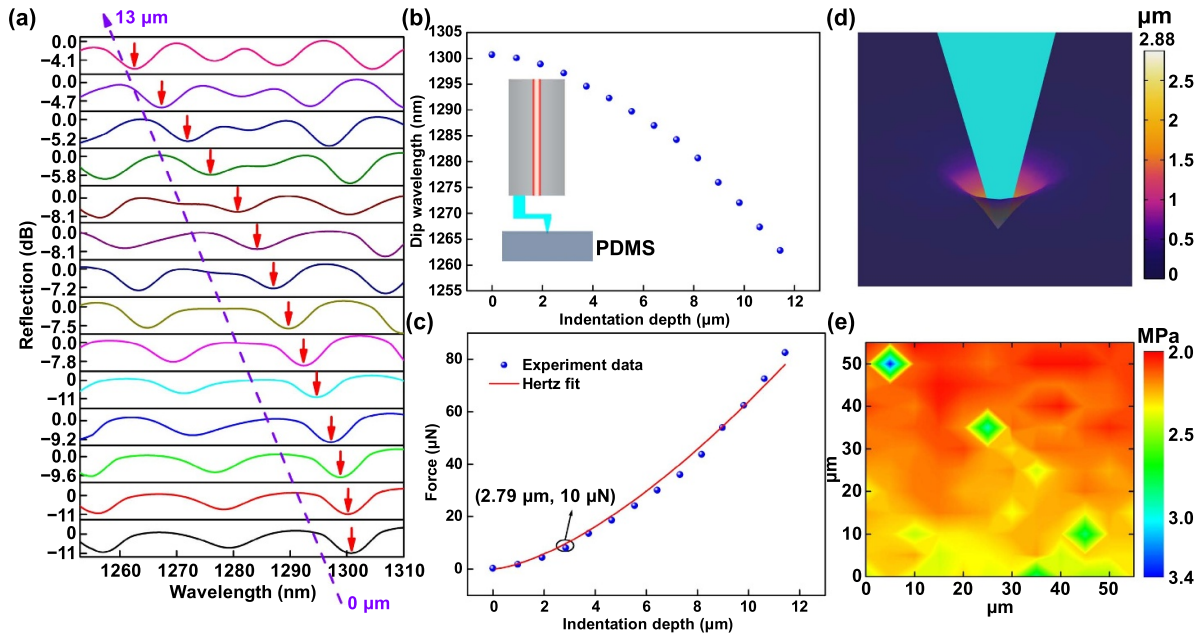 (a)
13 μm
Reflection (dB)
0.0
−4.1
0.0
−4.7
0.0
−5.2
0.0
−5.8
0.0
−8.1
0.0
−8.1
0.0
−7.2
0.0
−7.5
0.0
−7.8
0
−11
0.0
−9.2
0.0
−9.6
0
−11
0
−11
1260 1270 1280 1290 1300 1310
Wavelength (nm)
0 μm
(b)
Dip wavelength (nm)
1305
1300
1295
1290
1285
1280
1275
1270
1265
1260
1255
PDMS
0 2 4 6 8 10 12
Indentation depth (μm)
(c)
Force (μN)
80
60
40
20
0
Experiment data
Hertz fit
(2.79 μm, 10 μN)
0 2 4 6 8 10 12
Indentation depth (μm)
(d)
μm
2.88
2.5
2
1.5
1
0.5
0
(e)
MPa
μm
50
40
30
20
10
0
0 10 20 30 40 50
μm
2.0
2.5
3.0
3.4